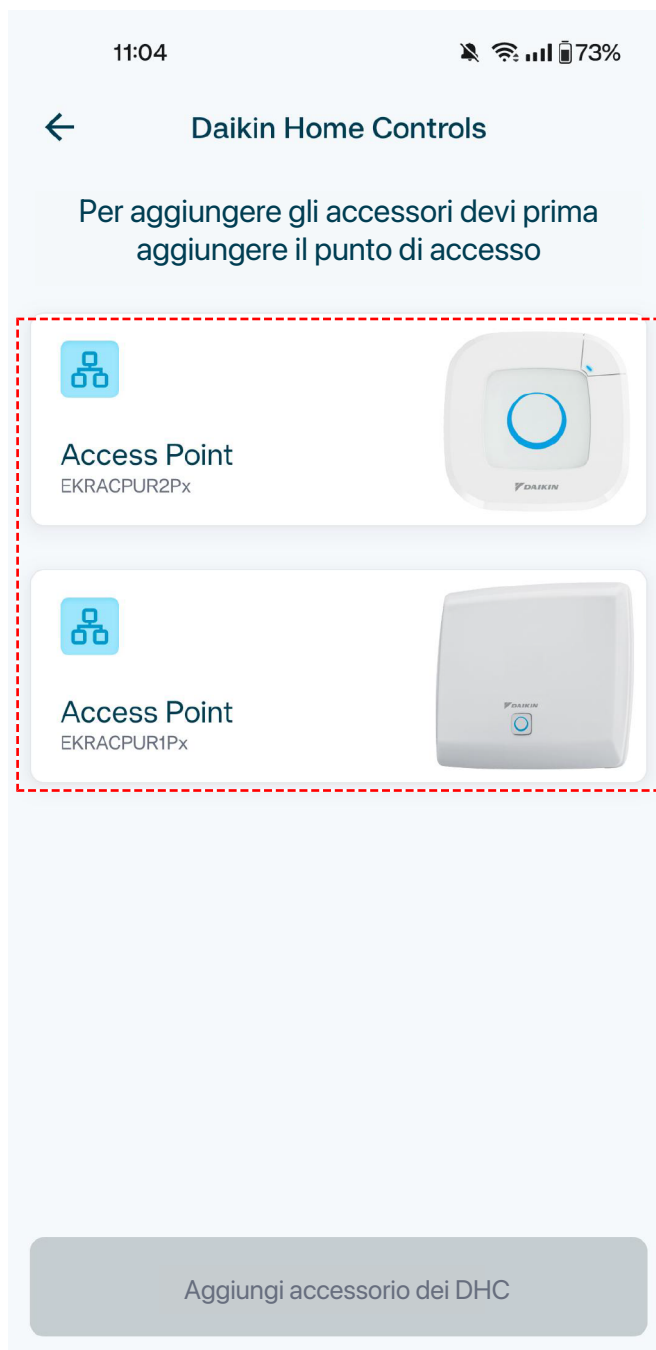 11:04
73%
Daikin Home Controls
Per aggiungere gli accessori devi prima
aggiungere il punto di accesso
Access Point
EKRACPUR2Px
DAIKIN
Access Point
EKRACPUR1Px
DAIKIN
Aggiungi accessorio dei DHC